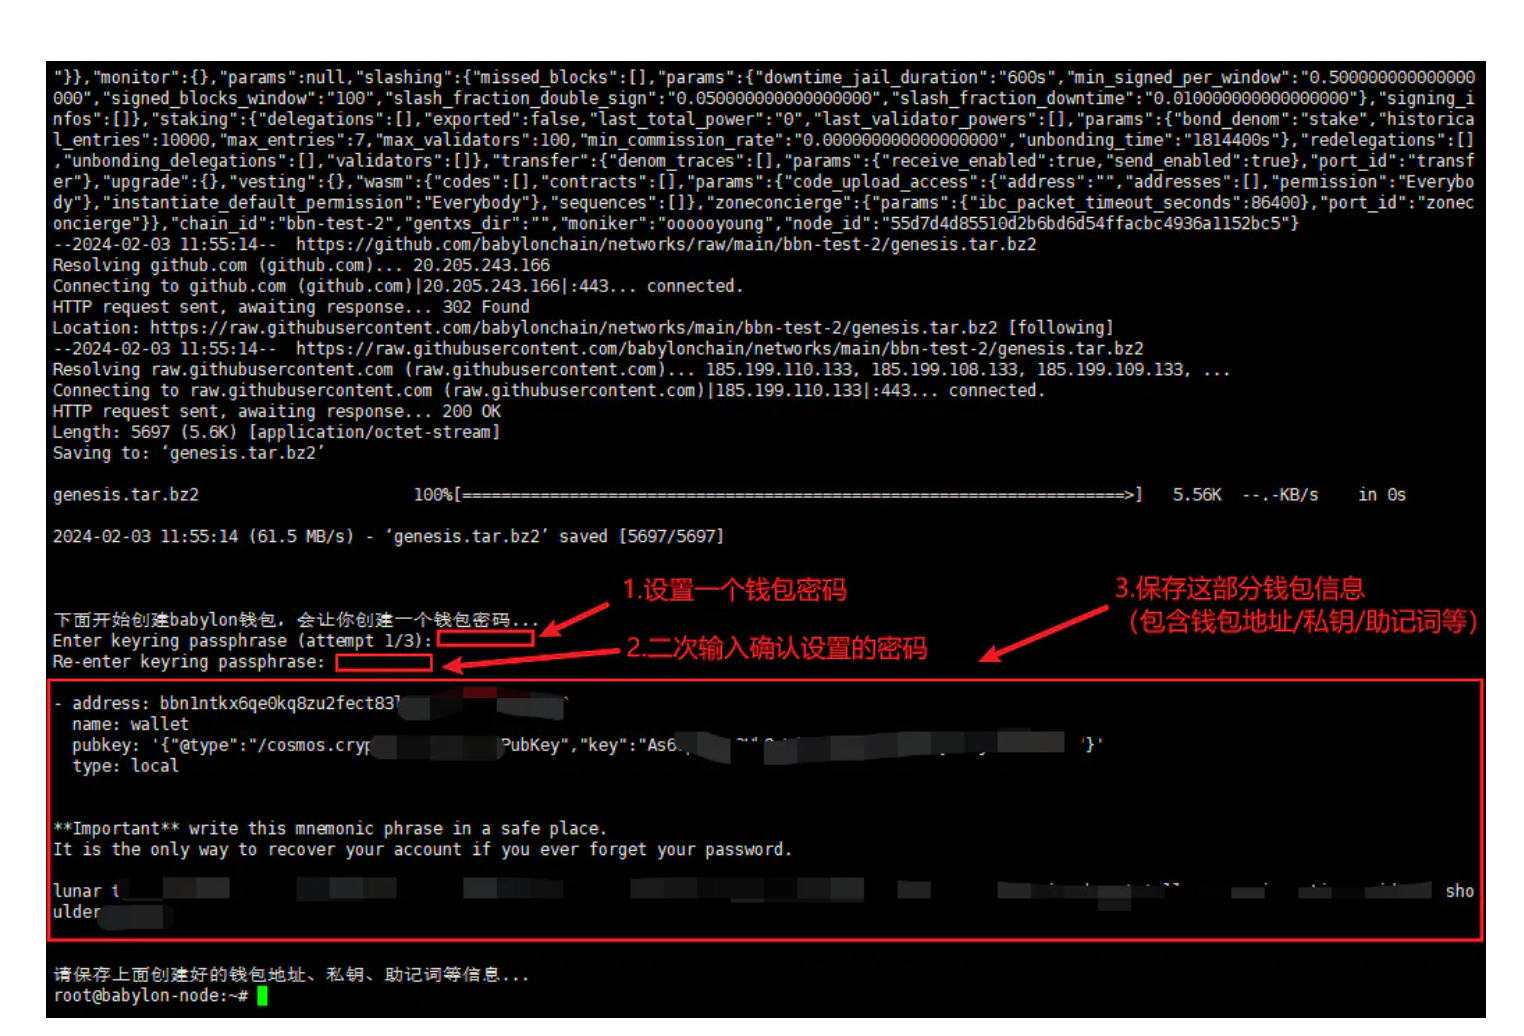 "}},"monitor":{},"params":null,"slashing":{"missed_blocks":[],"params":{"downtime_jail_duration":"600s","min_signed_per_window":"0.500000000000000
000","signed_blocks_window":"100","slash_fraction_double_sign":"0.050000000000000000","slash_fraction_downtime":"0.010000000000000000"},"signing_i
nfos":[]},"staking":{"delegations":[],"exported":false,"last_total_power":"0","last_validator_powers":[],"params":{"bond_denom":"stake","historica
l_entries":10000,"max_entries":7,"max_validators":100,"min_commission_rate":"0.000000000000000000","unbonding_time":"1814400s"},"redelegations":[]
,"unbonding_delegations":[],"validators":[]},"transfer":{"denom_traces":[],"params":{"receive_enabled":true,"send_enabled":true},"port_id":"transf
er"},"upgrade":{},"vesting":{},"wasm":{"codes":[],"contracts":[],"params":{"code_upload_access":{"address":"","addresses":[],"permission":"Everybo
dy"},"instantiate_default_permission":"Everybody"},"sequences":[]},"zoneconcierge":{"params":{"ibc_packet_timeout_seconds":86400},"port_id":"zonec
oncierge"}},"chain_id":"bbn-test-2","gentxs_dir":"","moniker":"oooooyoung","node_id":"55d7d4d85510d2b6bd6d54ffacbc4936a1152bc5"}
--2024-02-03 11:55:14--  https://github.com/babylonchain/networks/raw/main/bbn-test-2/genesis.tar.bz2
Resolving github.com (github.com)... 20.205.243.166
Connecting to github.com (github.com)|20.205.243.166|:443... connected.
HTTP request sent, awaiting response... 302 Found
Location: https://raw.githubusercontent.com/babylonchain/networks/main/bbn-test-2/genesis.tar.bz2 [following]
--2024-02-03 11:55:14--  https://raw.githubusercontent.com/babylonchain/networks/main/bbn-test-2/genesis.tar.bz2
Resolving raw.githubusercontent.com (raw.githubusercontent.com)... 185.199.110.133, 185.199.108.133, 185.199.109.133, ...
Connecting to raw.githubusercontent.com (raw.githubusercontent.com)|185.199.110.133|:443... connected.
HTTP request sent, awaiting response... 200 OK
Length: 5697 (5.6K) [application/octet-stream]
Saving to: ‘genesis.tar.bz2’
genesis.tar.bz2 100%[====================================================================>] 5.56K --.-KB/s in 0s
2024-02-03 11:55:14 (61.5 MB/s) - ‘genesis.tar.bz2’ saved [5697/5697]
1.设置一个钱包密码
3.保存这部分钱包信息
（包含钱包地址/私钥/助记词等）
下面开始创建babylon钱包，会让你创建一个钱包密码...
Enter keyring passphrase (attempt 1/3):
2.二次输入确认设置的密码
Re-enter keyring passphrase:
- address: bbn1ntkx6qe0kq8zu2fect83
name: wallet
pubkey: '{"@type":"/cosmos.cryp PubKey","key":"As6 '}'
type: local
**Important** write this mnemonic phrase in a safe place.
It is the only way to recover your account if you ever forget your password.
lunar t sho
ulder
请保存上面创建好的钱包地址、私钥、助记词等信息...
root@babylon-node:~#